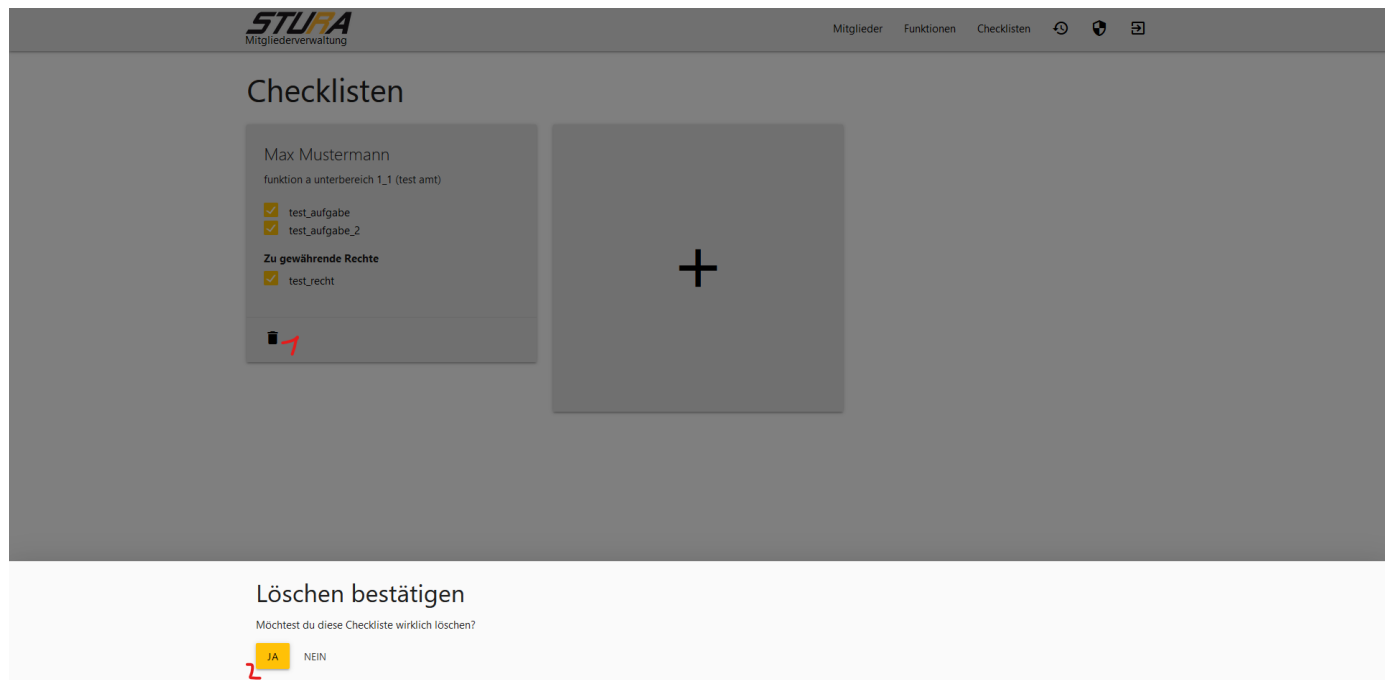 STURA
Mitgliederverwaltung
Mitglieder Funktionen Checklisten
Checklisten
Max Mustermann
funktion a unterbereich 1_1 (test amt)
test_aufgabe
test_aufgabe_2
Zu gewährende Rechte
test_recht
1
Löschen bestätigen
Möchtest du diese Checkliste wirklich löschen?
JA NEIN
2